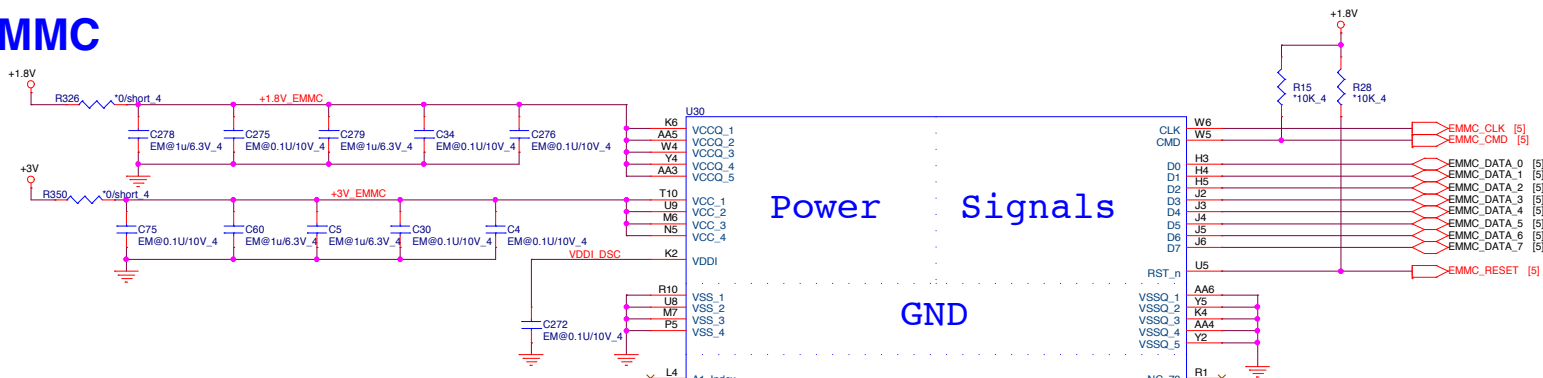 MMC
+1.8V
R326
*0/short_4
+1.8V_EMMC
C278
EM@1u/6.3V_4
C275
EM@0.1U/10V_4
C279
EM@1u/6.3V_4
C34
EM@0.1U/10V_4
C276
EM@0.1U/10V_4
+3V
R350
*0/short_4
+3V_EMMC
C75
EM@0.1U/10V_4
C60
EM@1u/6.3V_4
C5
EM@1u/6.3V_4
C30
EM@0.1U/10V_4
C4
EM@0.1U/10V_4
VDDI_DSC
C272
EM@0.1U/10V_4
U30
K6 VCCQ_1
AA5 VCCQ_2
W4 VCCQ_3
Y4 VCCQ_4
AA3 VCCQ_5
T10 VCC_1
U9 VCC_2
M6 VCC_3
N5 VCC_4
K2 VDDI
R10 VSS_1
U8 VSS_2
M7 VSS_3
P5 VSS_4
L4
Power
Signals
GND
+1.8V
R15
*10K_4
R28
*10K_4
CLK W6 EMMC_CLK [5]
CMD W5 EMMC_CMD [5]
D0 H3 EMMC_DATA_0 [5]
D1 H4 EMMC_DATA_1 [5]
D2 H5 EMMC_DATA_2 [5]
D3 J2 EMMC_DATA_3 [5]
D4 J3 EMMC_DATA_4 [5]
D5 J4 EMMC_DATA_5 [5]
D6 J5 EMMC_DATA_6 [5]
D7 J6 EMMC_DATA_7 [5]
RST_n U5 EMMC_RESET [5]
VSSQ_1 AA6
VSSQ_2 Y5
VSSQ_3 K4
VSSQ_4 AA4
VSSQ_5 Y2
R1